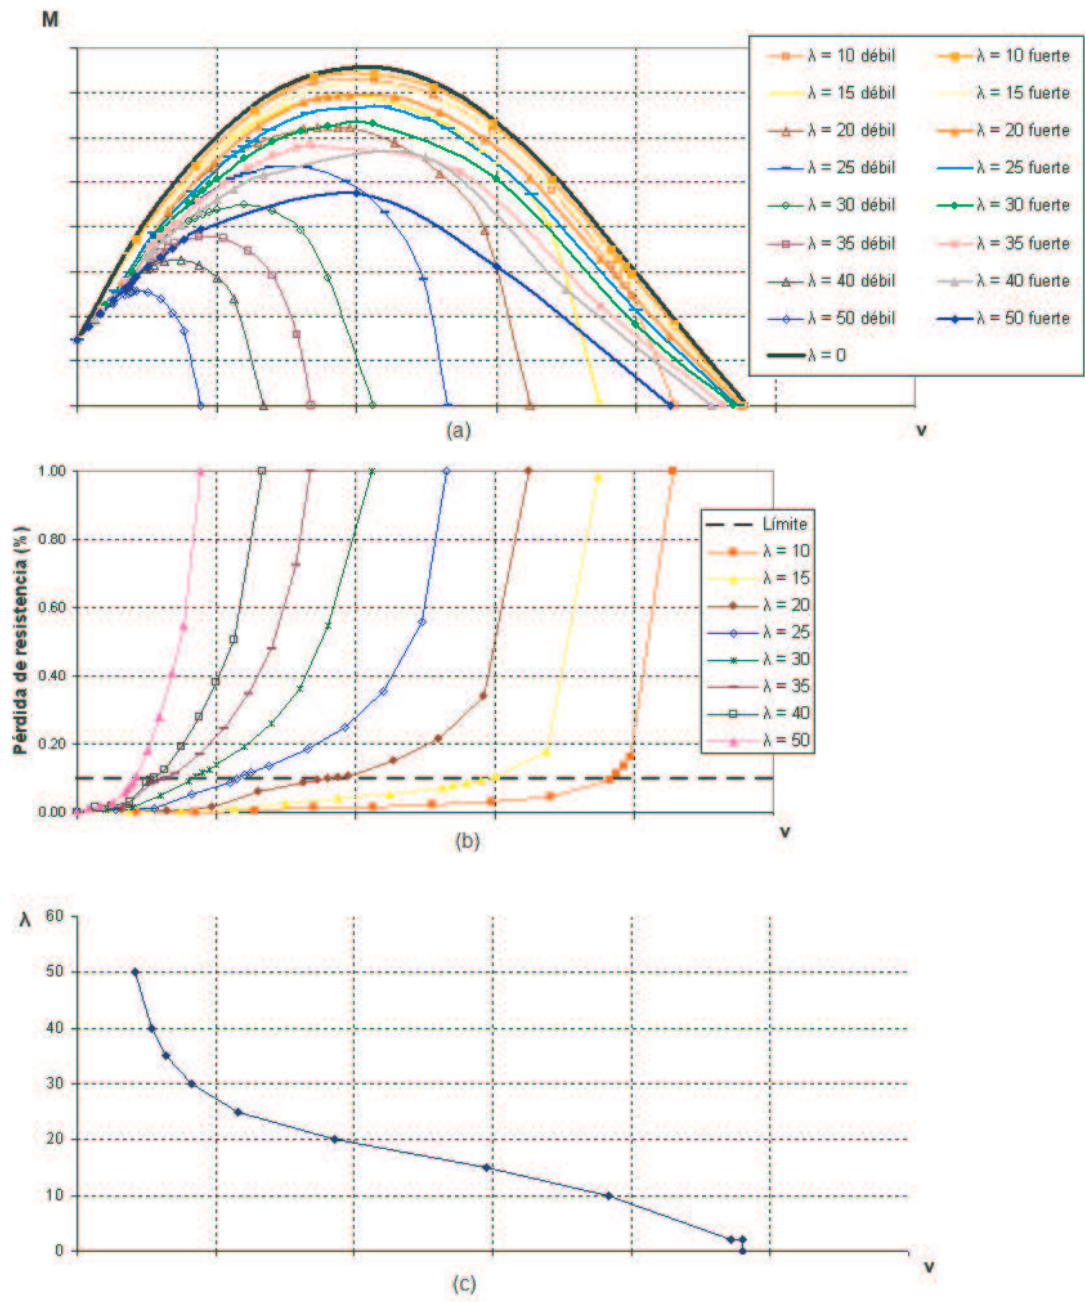 M
λ = 10 débil
λ = 10 fuerte
λ = 15 débil
λ = 15 fuerte
λ = 20 débil
λ = 20 fuerte
λ = 25 débil
λ = 25 fuerte
λ = 30 débil
λ = 30 fuerte
λ = 35 débil
λ = 35 fuerte
λ = 40 débil
λ = 40 fuerte
λ = 50 débil
λ = 50 fuerte
λ = 0
(a)
ν
Pérdida de resistencia (%)
1.00
0.80
0.60
0.40
0.20
0.00
Límite
λ = 10
λ = 15
λ = 20
λ = 25
λ = 30
λ = 35
λ = 40
λ = 50
ν
(b)
λ
60
50
40
30
20
10
0
ν
(c)